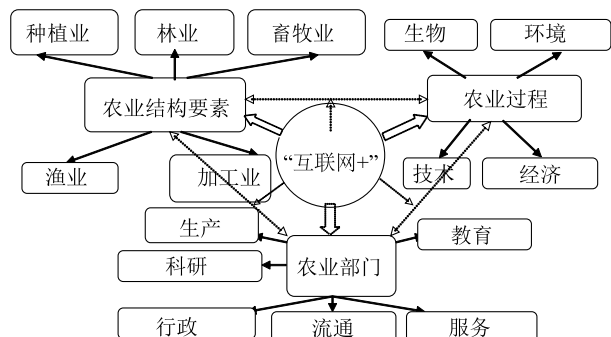 种植业
林业
畜牧业
生物
环境
农业结构要素
农业过程
“互联网+”
渔业
加工业
技术
经济
生产
教育
科研
农业部门
行政
流通
服务